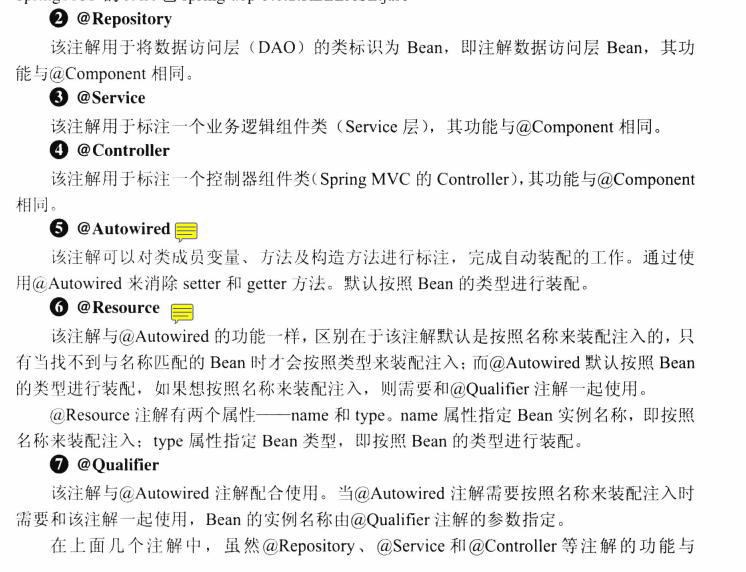 ❷ @Repository
该注解用于将数据访问层（DAO）的类标识为 Bean，即注解数据访问层 Bean，其功
能与@Component 相同。
❸ @Service
该注解用于标注一个业务逻辑组件类（Service 层），其功能与@Component 相同。
❹ @Controller
该注解用于标注一个控制器组件类（Spring MVC 的 Controller），其功能与@Component
相同。
❺ @Autowired
该注解可以对类成员变量、方法及构造方法进行标注，完成自动装配的工作。通过使
用@Autowired 来消除 setter 和 getter 方法。默认按照 Bean 的类型进行装配。
❻ @Resource
该注解与@Autowired 的功能一样，区别在于该注解默认是按照名称来装配注入的，只
有当找不到与名称匹配的 Bean 时才会按照类型来装配注入；而@Autowired 默认按照 Bean
的类型进行装配，如果想按照名称来装配注入，则需要和@Qualifier 注解一起使用。
@Resource 注解有两个属性——name 和 type。name 属性指定 Bean 实例名称，即按照
名称来装配注入；type 属性指定 Bean 类型，即按照 Bean 的类型进行装配。
❼ @Qualifier
该注解与@Autowired 注解配合使用。当@Autowired 注解需要按照名称来装配注入时
需要和该注解一起使用，Bean 的实例名称由@Qualifier 注解的参数指定。
在上面几个注解中，虽然@Repository、@Service 和@Controller 等注解的功能与